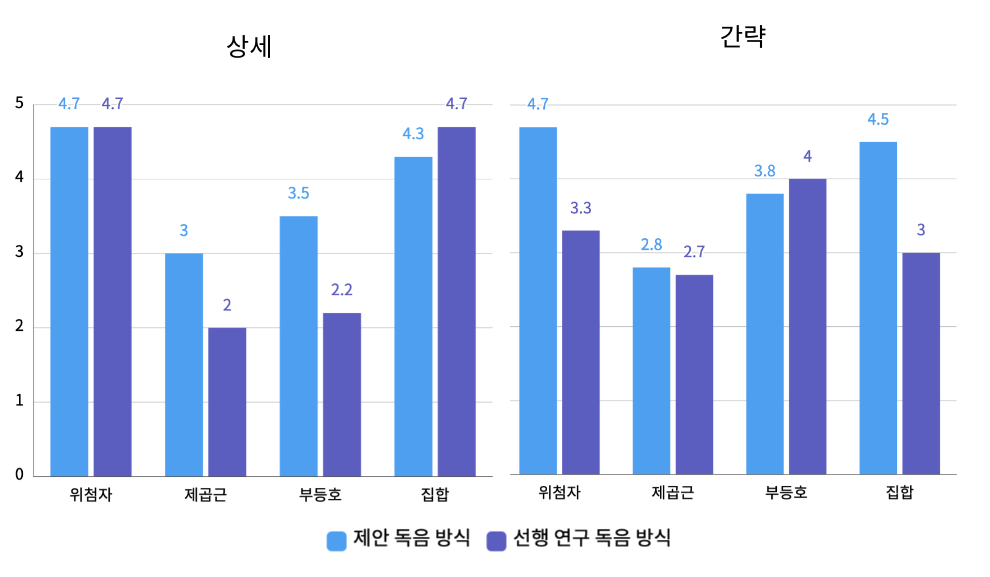 상세
간략
5
4
3
2
1
0
4.7 4.7
3 2
3.5 2.2
4.3 4.7
위첨자 제곱근 부등호 집합
4.7 3.3
2.8 2.7
3.8 4
4.5 3
위첨자 제곱근 부등호 집합
제안 독음 방식 선행 연구 독음 방식